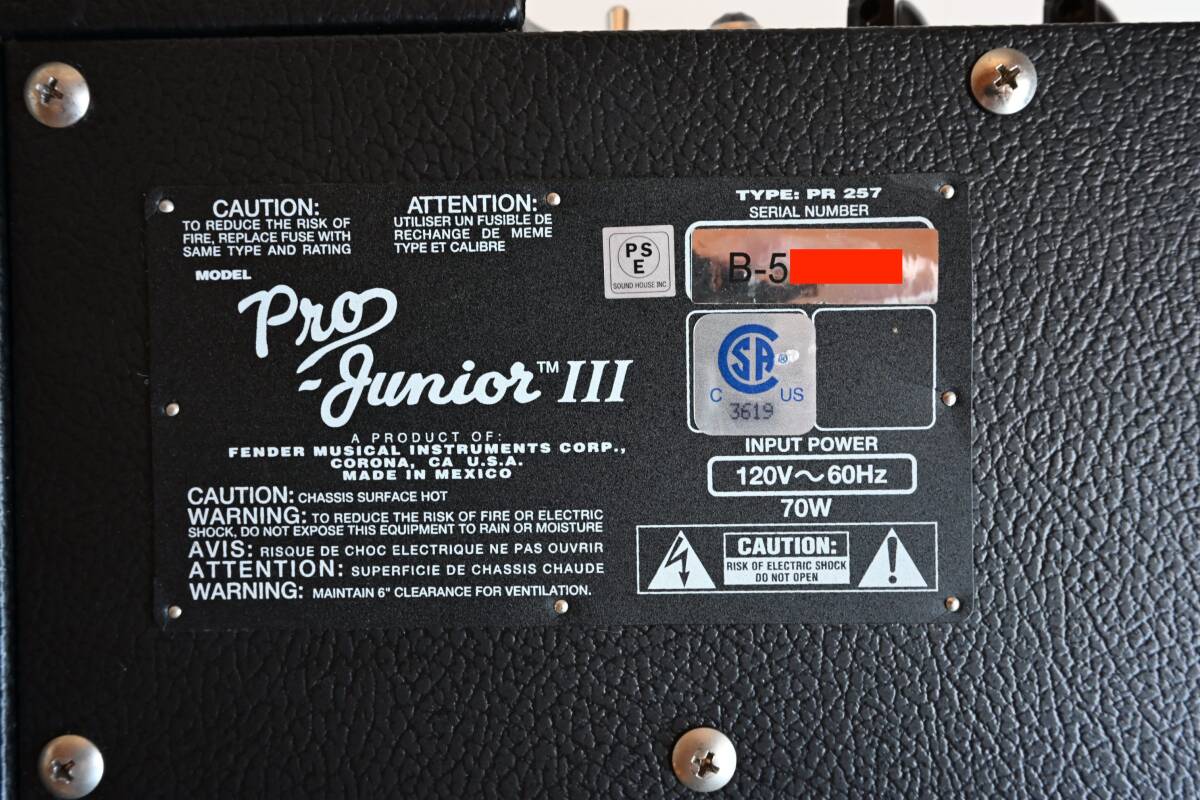 CAUTION:
TO REDUCE THE RISK OF
FIRE, REPLACE FUSE WITH
SAME TYPE AND RATING
ATTENTION:
UTILISER UN FUSIBLE DE
RECHANGE DE MEME
TYPE ET CALIBRE
TYPE: PR 257
SERIAL NUMBER
B-5
PS
E
SOUND HOUSE INC
MODEL
Pro
Junior™ III
CSA®
C US
3619
A PRODUCT OF:
FENDER MUSICAL INSTRUMENTS CORP.,
CORONA, CA U.S.A.
MADE IN MEXICO
INPUT POWER
120V～60Hz
70W
CAUTION: CHASSIS SURFACE HOT
WARNING: TO REDUCE THE RISK OF FIRE OR ELECTRIC
SHOCK, DO NOT EXPOSE THIS EQUIPMENT TO RAIN OR MOISTURE
AVIS: RISQUE DE CHOC ELECTRIQUE NE PAS OUVRIR
ATTENTION: SUPERFICIE DE CHASSIS CHAUDE
WARNING: MAINTAIN 6" CLEARANCE FOR VENTILATION.
CAUTION:
RISK OF ELECTRIC SHOCK
DO NOT OPEN